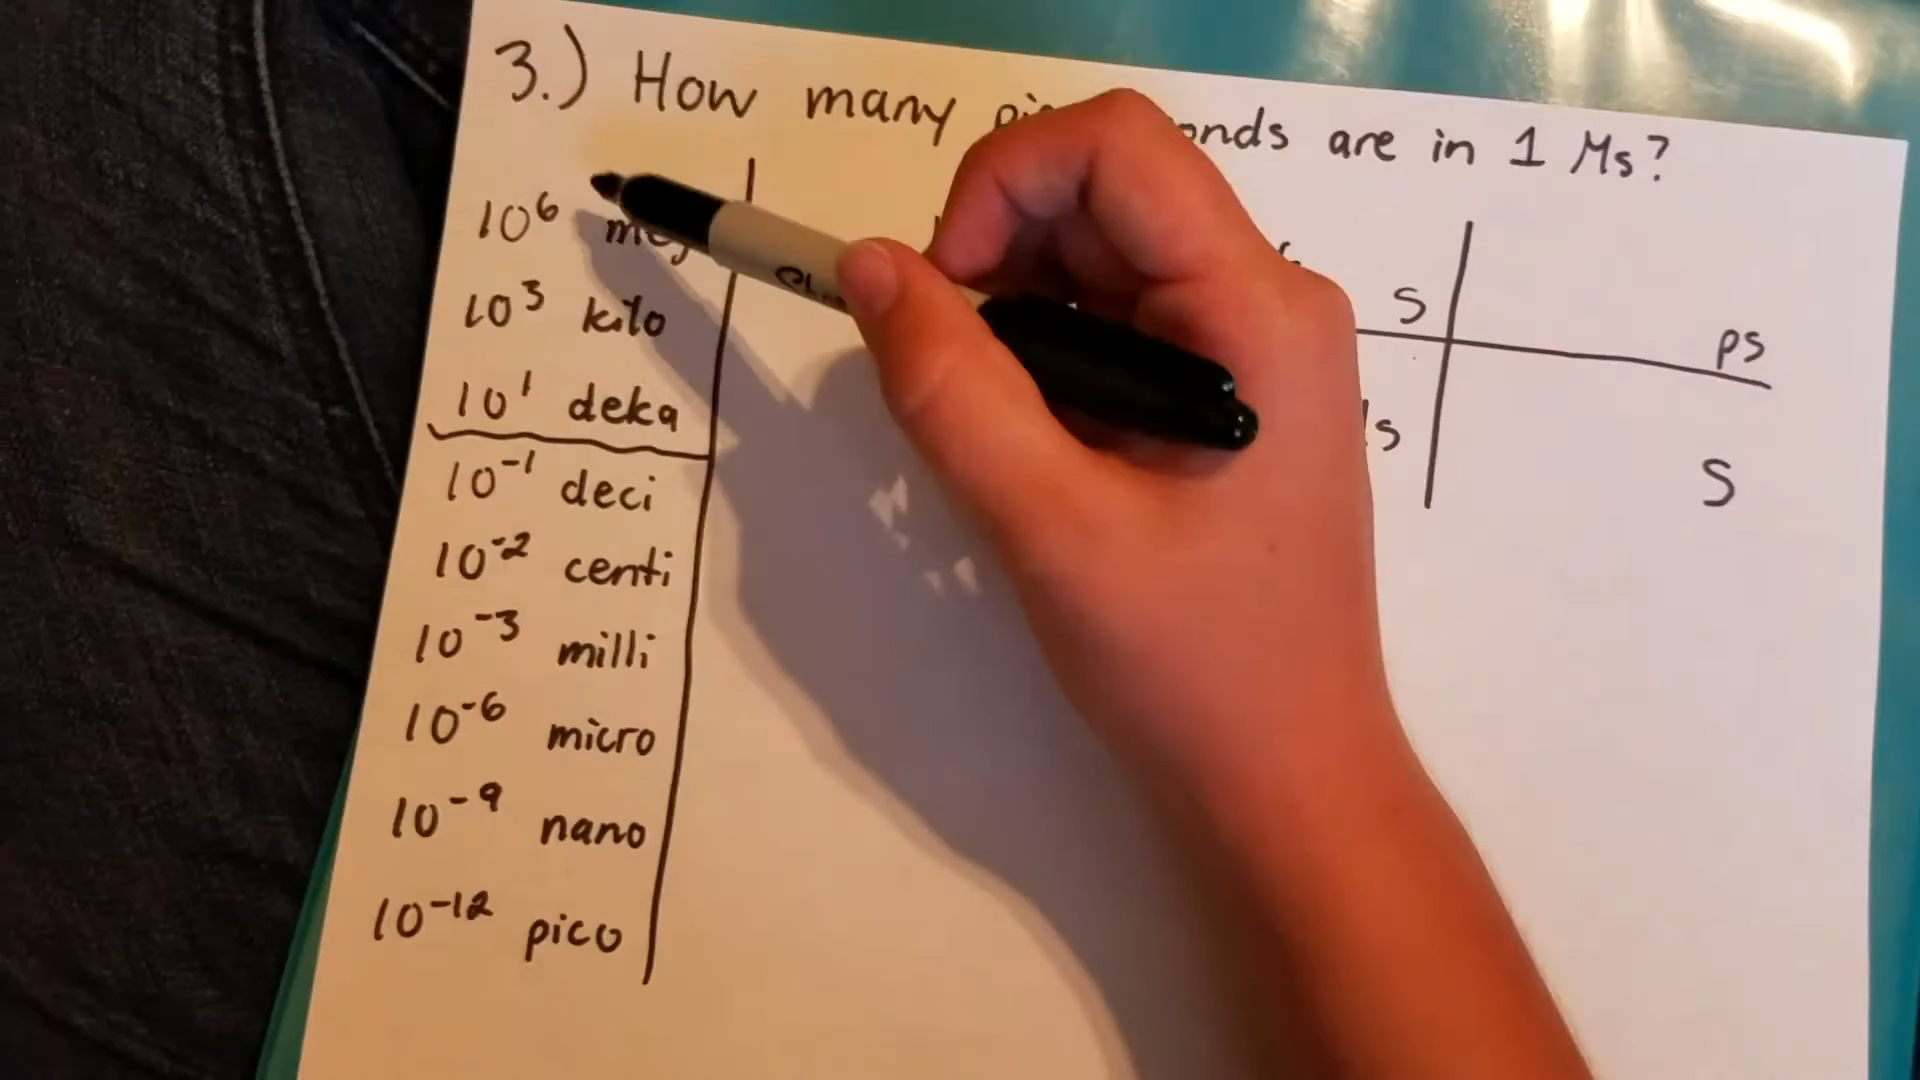 3.) How many are in 1 Ms?
10⁶
10³ kilo
10¹ deka
10⁻¹ deci
10⁻² centi
10⁻³ milli
10⁻⁶ micro
10⁻⁹ nano
10⁻¹² pico
S
ps
S